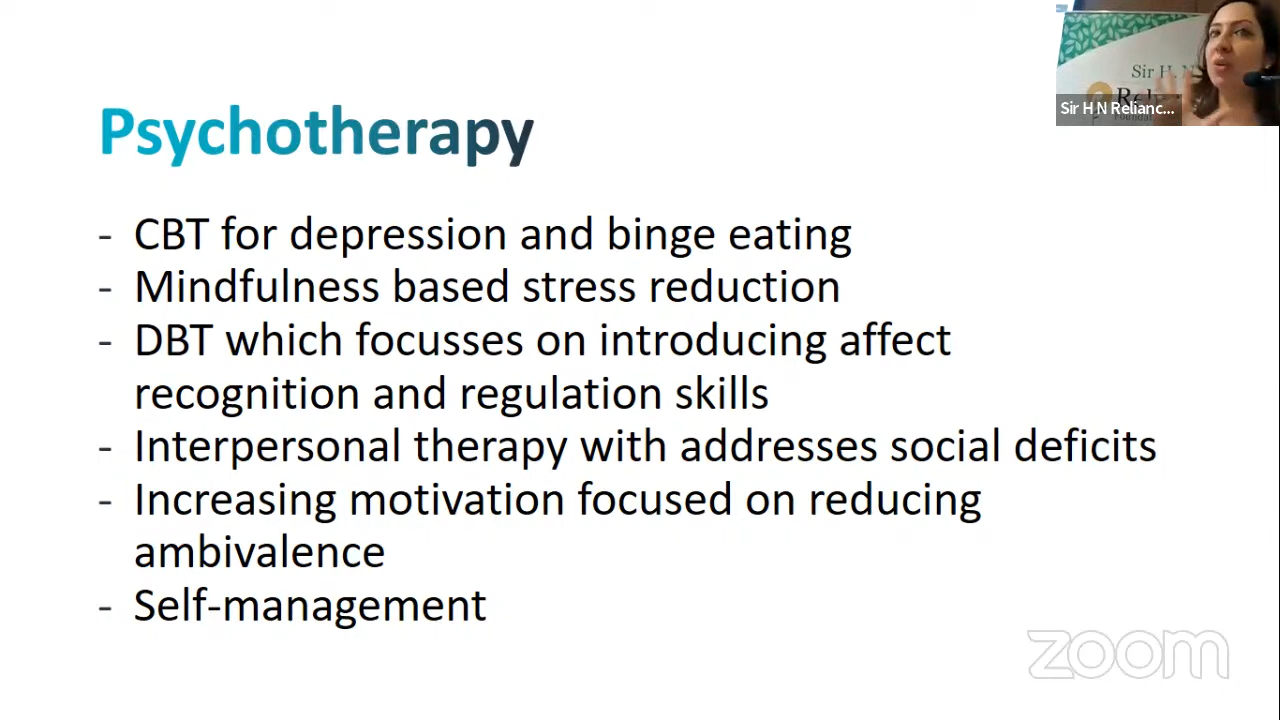 Psychotherapy
- CBT for depression and binge eating
- Mindfulness based stress reduction
- DBT which focusses on introducing affect
recognition and regulation skills
- Interpersonal therapy with addresses social deficits
- Increasing motivation focused on reducing
ambivalence
- Self-management
Sir H. N
Sir H N Relianc...
zoom